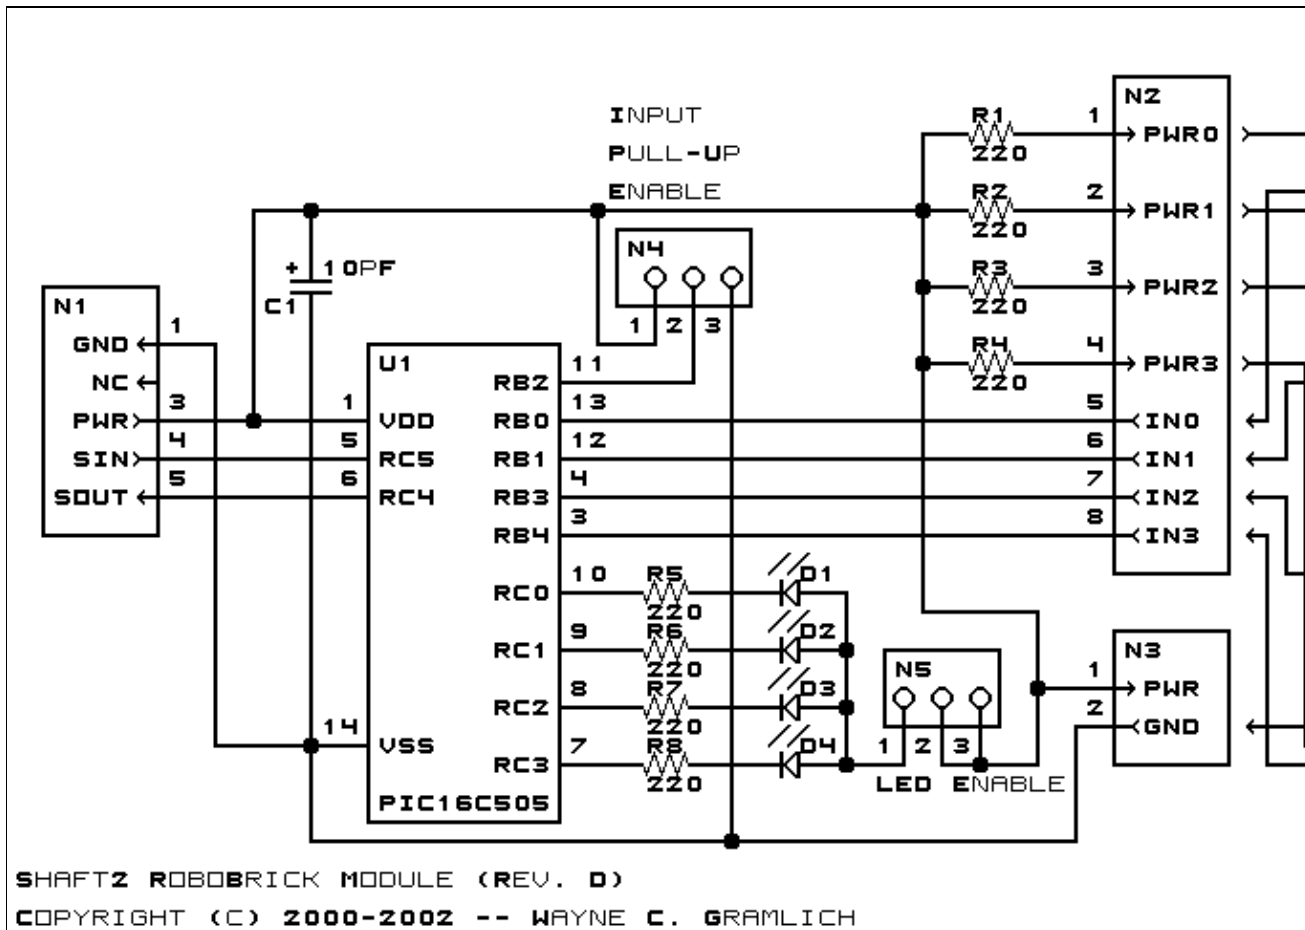 INPUT
PULL-UP
ENABLE
N2
R1
220
1
PWR0
R2
220
2
PWR1
R3
220
3
PWR2
R4
220
4
PWR3
5
IN0
6
IN1
7
IN2
8
IN3
N4
1 2 3
+ 10PF
C1
N1
GND 1
NC
PWR 3
SIN 4
SOUT 5
U1
1 VDD
5 RC5
6 RC4
14 VSS
RB2 11
RB0 13
RB1 12
RB3 4
RB4 3
RC0 10
RC1 9
RC2 8
RC3 7
PIC16C505
R5
220
D1
R6
220
D2
R7
220
D3
R8
220
D4
N5
1 2 3
LED ENABLE
N3
1 PWR
2 GND
SHAFT2 ROBOBRICK MODULE (REV. D)
COPYRIGHT (C) 2000-2002 -- WAYNE C. GRAMLICH